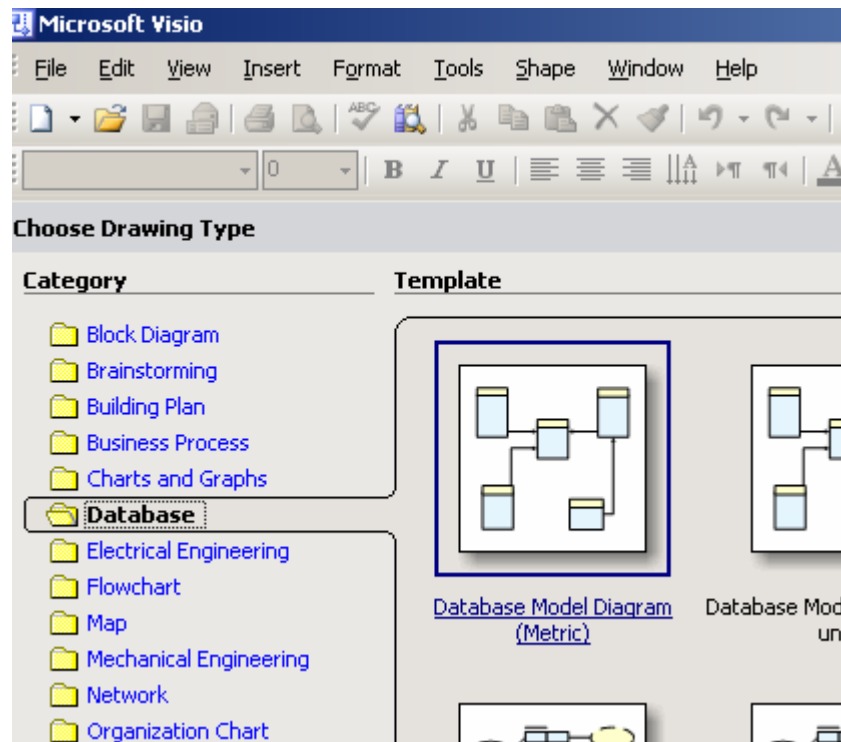 Microsoft Visio
File Edit View Insert Format Tools Shape Window Help
ABC
0 B I U A A
Choose Drawing Type
Category
Template
Block Diagram
Brainstorming
Building Plan
Business Process
Charts and Graphs
Database
Electrical Engineering
Flowchart
Map
Mechanical Engineering
Network
Organization Chart
Database Model Diagram
(Metric)
Database